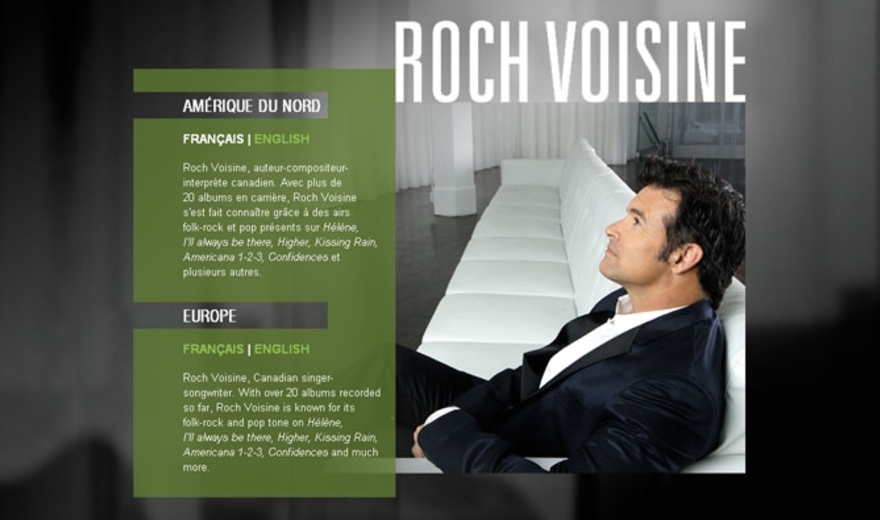 ROCH VOISINE
AMÉRIQUE DU NORD
FRANÇAIS | ENGLISH
Roch Voisine, auteur-compositeur-
interprète canadien. Avec plus de
20 albums en carrière, Roch Voisine
s'est fait connaître grâce à des airs
folk-rock et pop présents sur Hélène,
I'll always be there, Higher, Kissing Rain,
Americana 1-2-3, Confidences et
plusieurs autres.
EUROPE
FRANÇAIS | ENGLISH
Roch Voisine, Canadian singer-
songwriter. With over 20 albums recorded
so far, Roch Voisine is known for its
folk-rock and pop tone on Hélène,
I'll always be there, Higher, Kissing Rain,
Americana 1-2-3, Confidences and much
more.